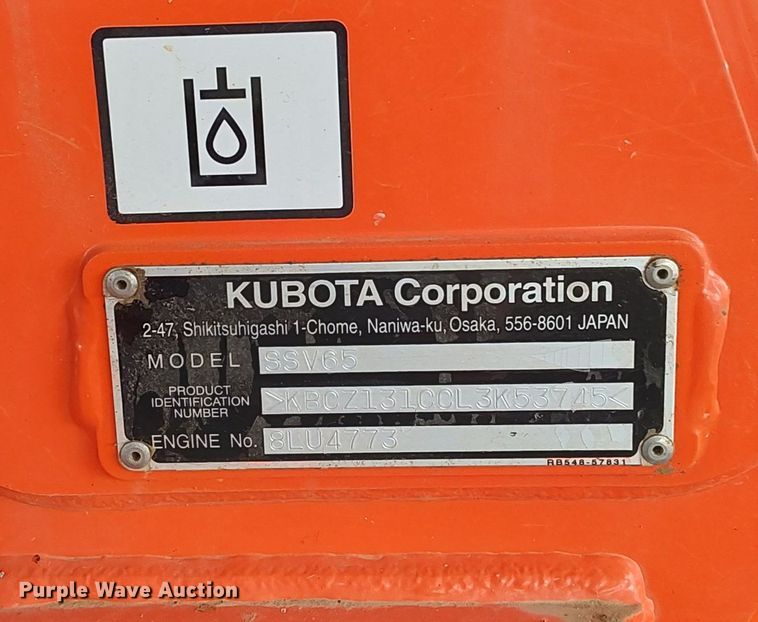 KUBOTA Corporation
2-47, Shikitsuhigashi 1-Chome, Naniwa-ku, Osaka, 556-8601 JAPAN
MODEL SSV65
PRODUCT IDENTIFICATION NUMBER >KBCZ131CCL3K53745<
ENGINE No. 8LU4773
RB548-57831
Purple Wave Auction